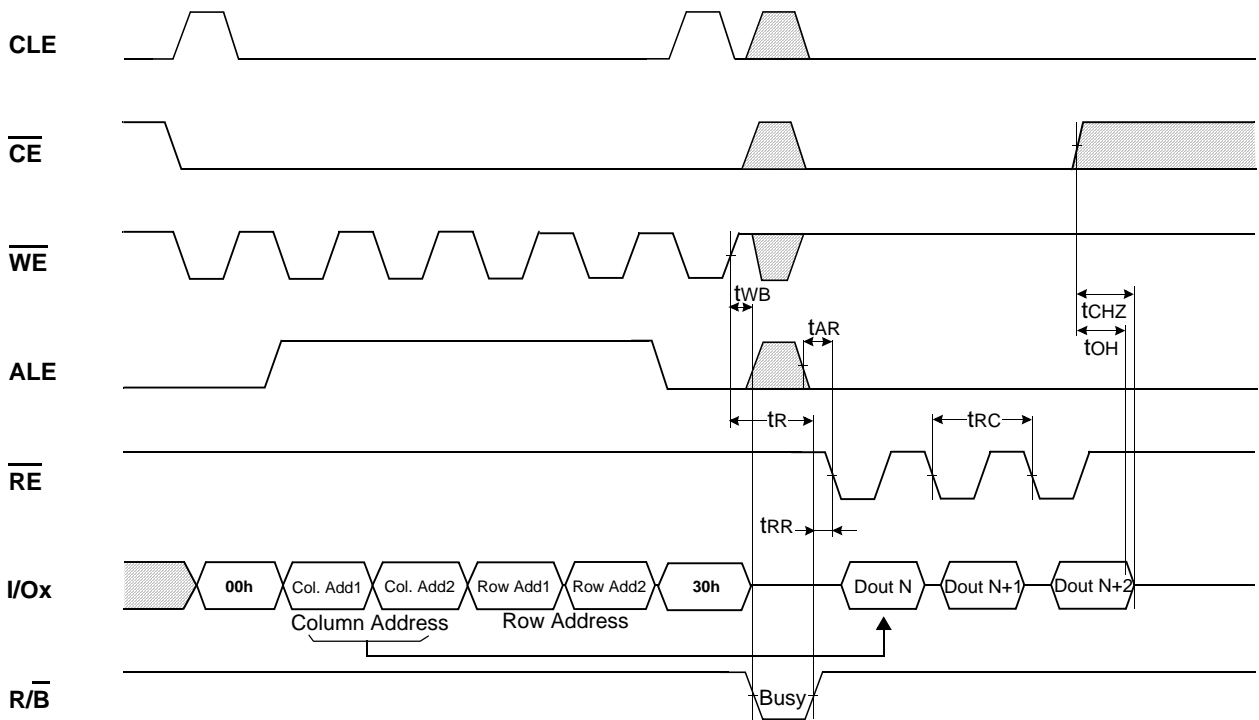 CLE
CE
WE
tWB
tCHZ
tAR
tOH
ALE
tR
tRC
RE
tRR
I/Ox
00h
Col. Add1
Col. Add2
Row Add1
Row Add2
30h
Dout N
Dout N+1
Dout N+2
Column Address
Row Address
R/B
Busy